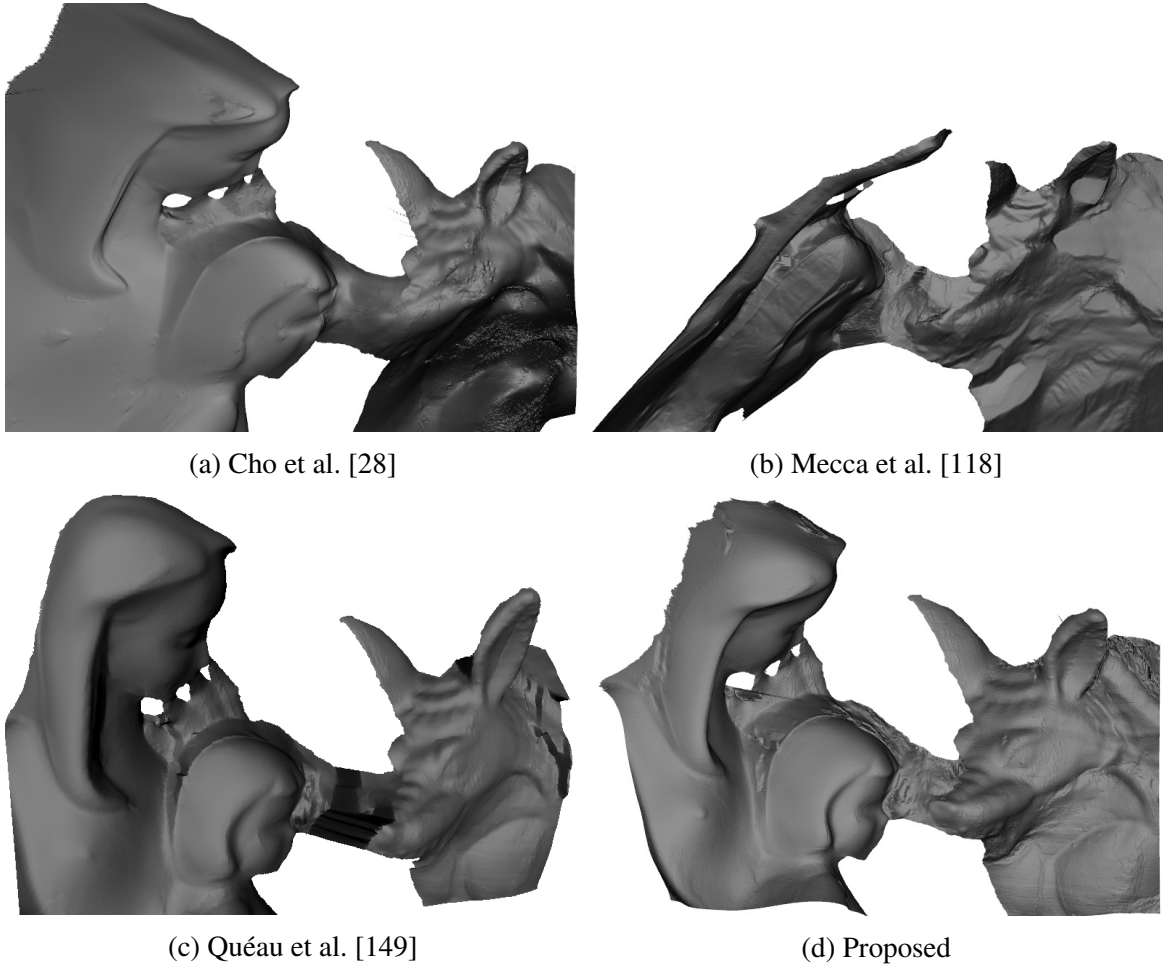 (a) Cho et al. [28]
(b) Mecca et al. [118]
(c) Quéau et al. [149]
(d) Proposed